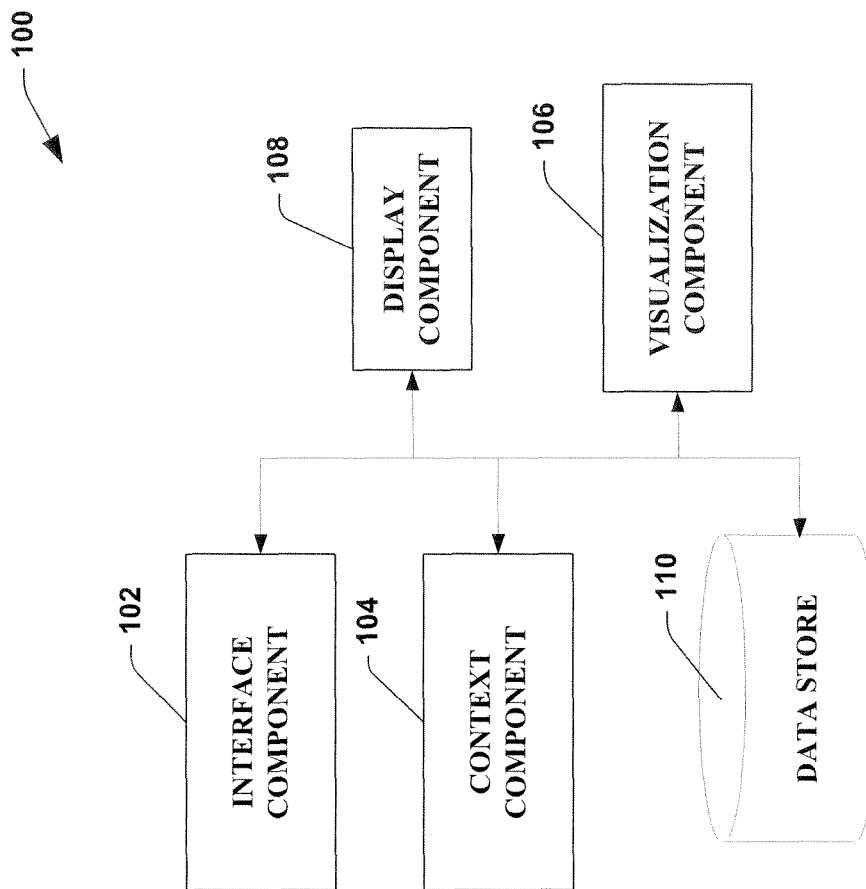 100
102
INTERFACE
COMPONENT
108
DISPLAY
COMPONENT
104
CONTEXT
COMPONENT
106
VISUALIZATION
COMPONENT
110
DATA STORE